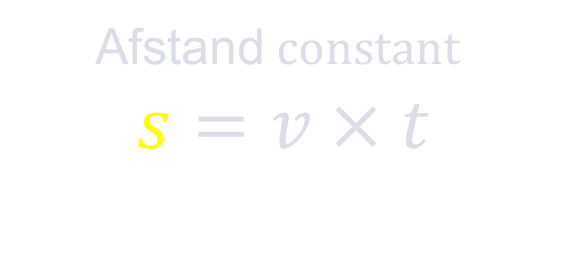 Afstand constant
s = v × t